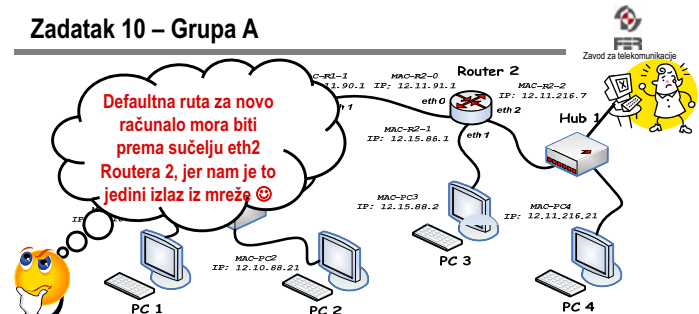 Zadatak 10 – Grupa A
FER
Zavod za telekomunikacije
Defaultna ruta za novo
računalo mora biti
prema sučelju eth2
Routera 2, jer nam je to
jedini izlaz iz mreže ☺
MAC-R2-0
IP: 12.11.91.1
eth0
Router 2
MAC-R2-2
IP: 12.11.216.7
eth 2
eth 1
Hub 1
MAC-R2-1
IP: 12.15.88.1
MAC-PC3
IP: 12.15.88.2
PC 3
MAC-PC4
IP: 12.11.216.21
PC 4
MAC-PC2
IP: 12.10.88.21
PC 1
PC 2